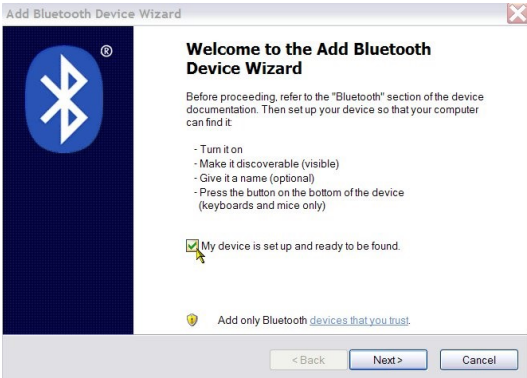 Add Bluetooth Device Wizard
®
Welcome to the Add Bluetooth
Device Wizard
Before proceeding, refer to the "Bluetooth" section of the device
documentation. Then set up your device so that your computer
can find it:
- Turn it on
- Make it discoverable (visible)
- Give it a name (optional)
- Press the button on the bottom of the device
(keyboards and mice only)
My device is set up and ready to be found.
Add only Bluetooth devices that you trust.
< Back Next > Cancel